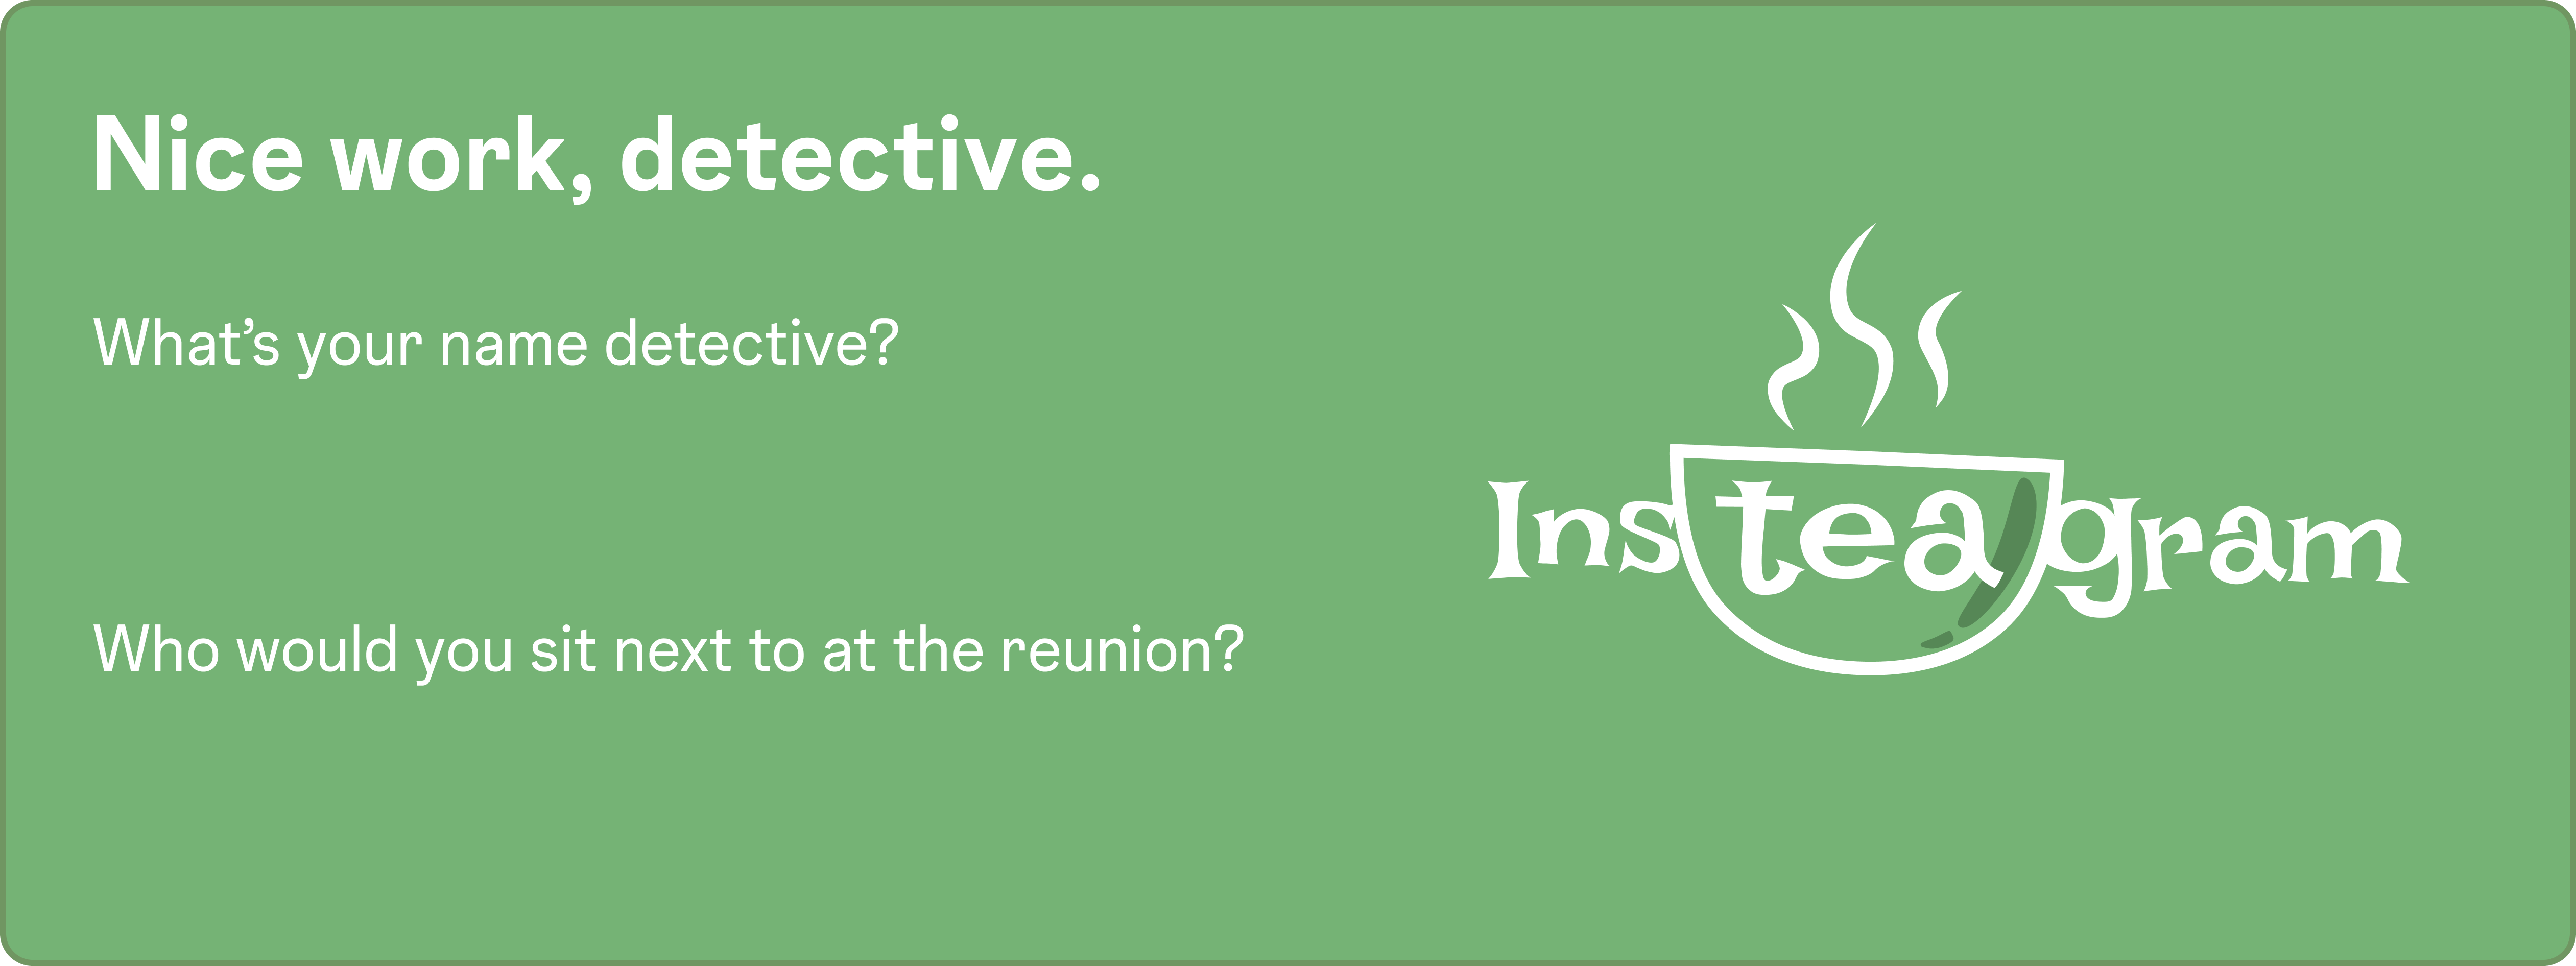 Nice work, detective.
What’s your name detective?
Who would you sit next to at the reunion?
Insteagram